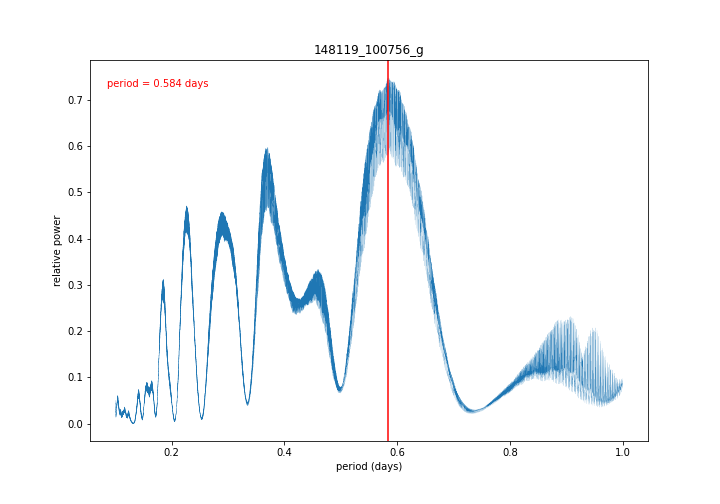 148119_100756_g
period = 0.584 days
relative power
0.7
0.6
0.5
0.4
0.3
0.2
0.1
0.0
0.2 0.4 0.6 0.8 1.0
period (days)